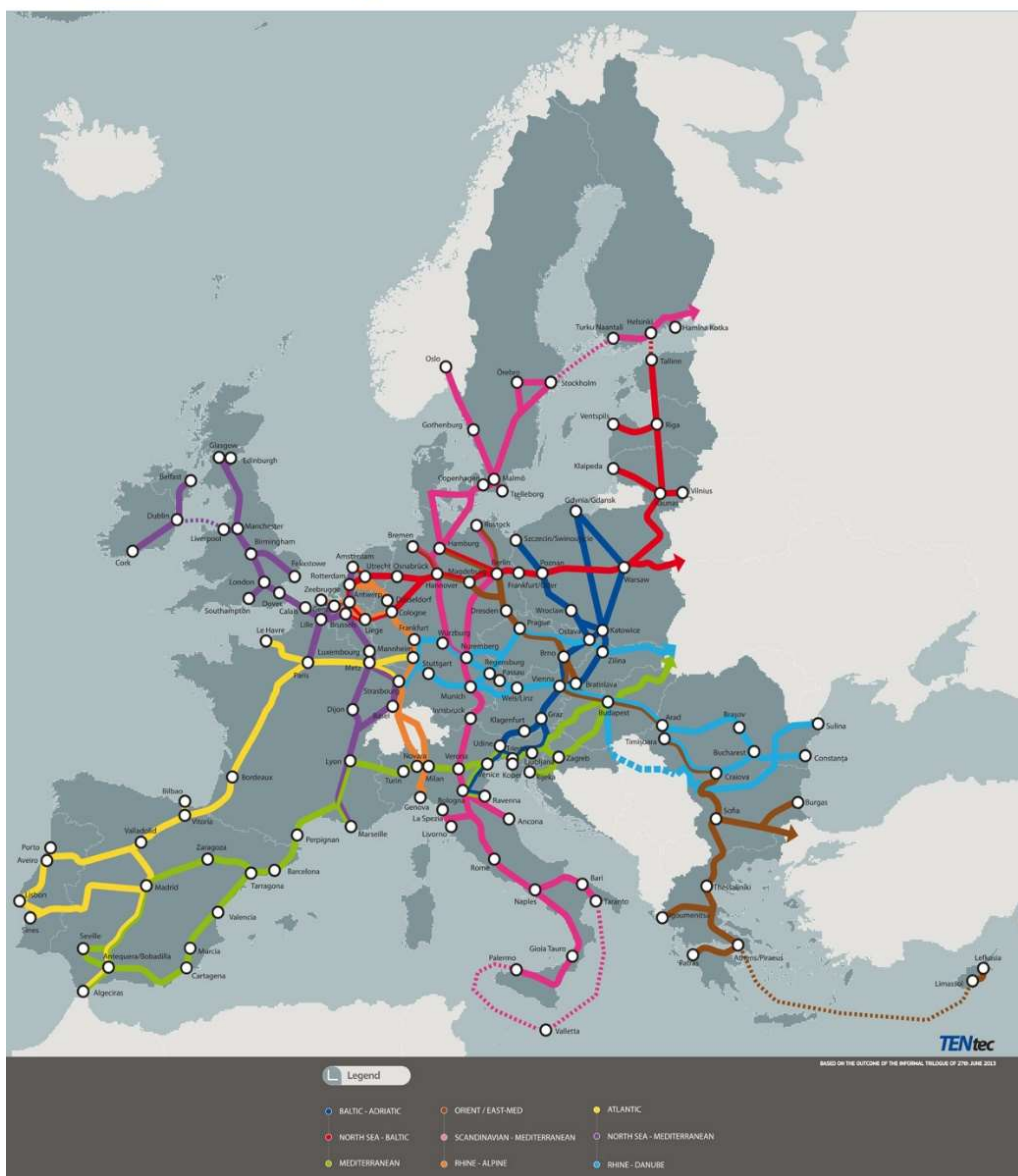 Oslo
Örebro
Stockholm
Turku Naantali
Helsinki
Hamina Kotka
Tallinn
Gothenburg
Ventspils
Riga
Klaipeda
Vilnius
Copenhagen
Malmö
Trelleborg
Glasgow
Edinburgh
Belfast
Dublin
Cork
Liverpool
Manchester
Birmingham
Felixstowe
London
Southampton
Dover
Calais
Lille
Gdynia/Gdansk
Rostock
Szczecin/Swinoujscie
Bremen
Hamburg
Amsterdam
Rotterdam
Utrecht
Osnabrück
Hannover
Magdeburg
Berlin
Frankfurt/Oder
Poznan
Warsaw
Zeebrugge
Antwerp
Düsseldorf
Cologne
Brussels
Liege
Dresden
Wroclaw
Katowice
Ostava
Prague
Frankfurt
Würzburg
Nuremberg
Le Havre
Paris
Luxembourg
Metz
Mannheim
Stuttgart
Strasbourg
Regensburg
Passau
Wels/Linz
Munich
Brno
Zilina
Vienna
Bratislava
Budapest
Dijon
Basel
Innsbruck
Klagenfurt
Graz
Udine
Ljubljana
Zagreb
Koper
Rijeka
Venice
Verona
Novara
Milan
Turin
Genova
Lyon
Marseille
Bologna
Ravenna
La Spezia
Livorno
Ancona
Arad
Timişoara
Braşov
Bucharest
Craiova
Sulina
Constanţa
Sofia
Burgas
Bordeaux
Bilbao
Vitoria
Valladolid
Porto
Aveiro
Lisbon
Sines
Madrid
Zaragoza
Perpignan
Barcelona
Tarragona
Valencia
Murcia
Cartagena
Seville
Antequera/Bobadilla
Algeciras
Rome
Naples
Bari
Taranto
Gioia Tauro
Palermo
Valletta
Thessaloniki
Igoumenitsa
Patras
Athens/Piraeus
Lefkosia
Limassol
TENtec
BASED ON THE OUTCOME OF THE INFORMAL TRILOGUE OF 27TH JUNE 2013
Legend
BALTIC - ADRIATIC
ORIENT / EAST-MED
ATLANTIC
NORTH SEA - BALTIC
SCANDINAVIAN - MEDITERRANEAN
NORTH SEA - MEDITERRANEAN
MEDITERRANEAN
RHINE - ALPINE
RHINE - DANUBE